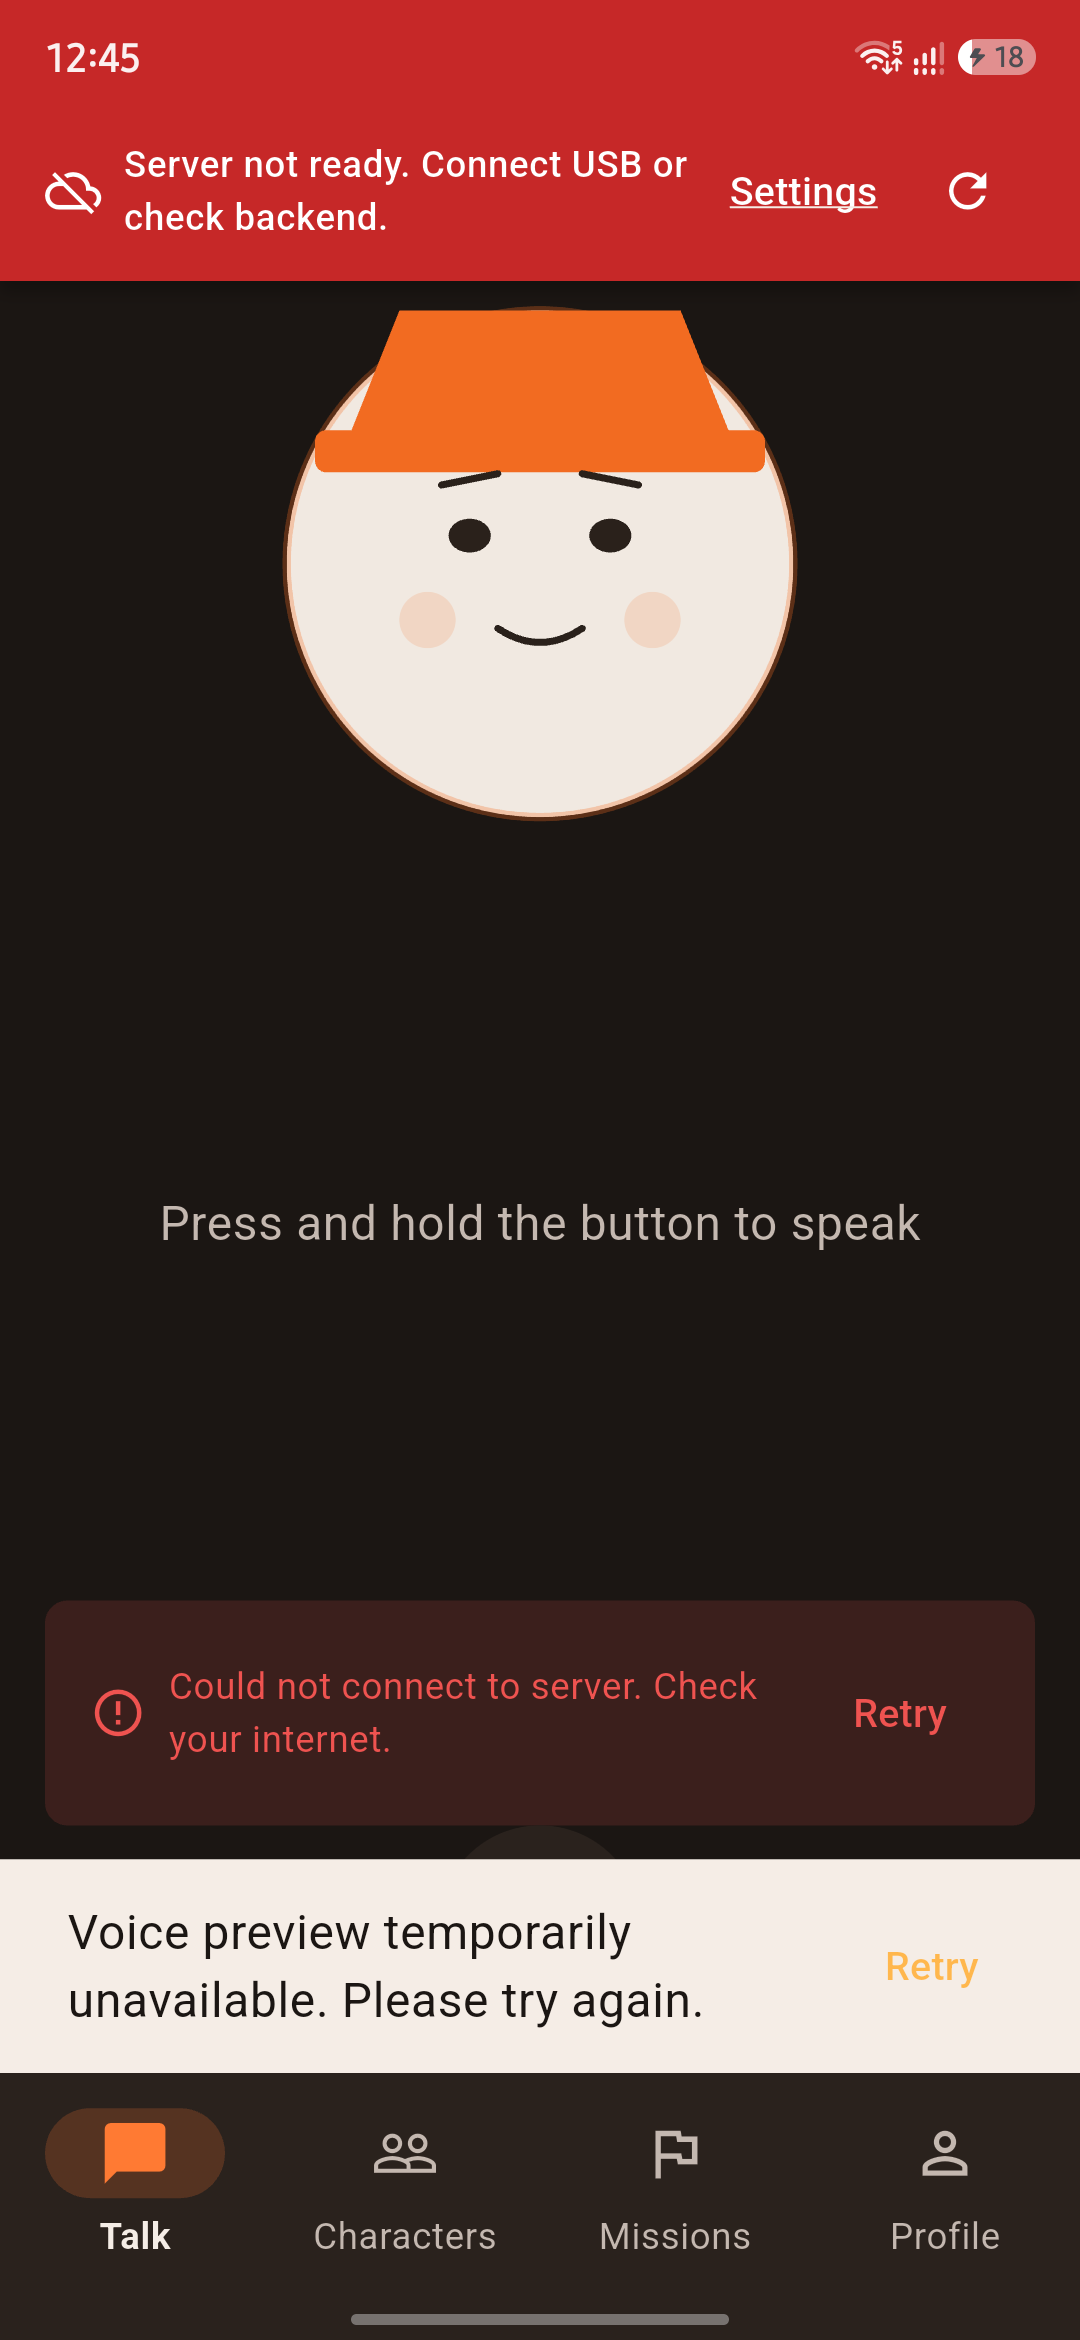 12:45
5
18
Server not ready. Connect USB or
check backend.
Settings
Press and hold the button to speak
Could not connect to server. Check
your internet.
Retry
Voice preview temporarily
unavailable. Please try again.
Retry
Talk
Characters
Missions
Profile